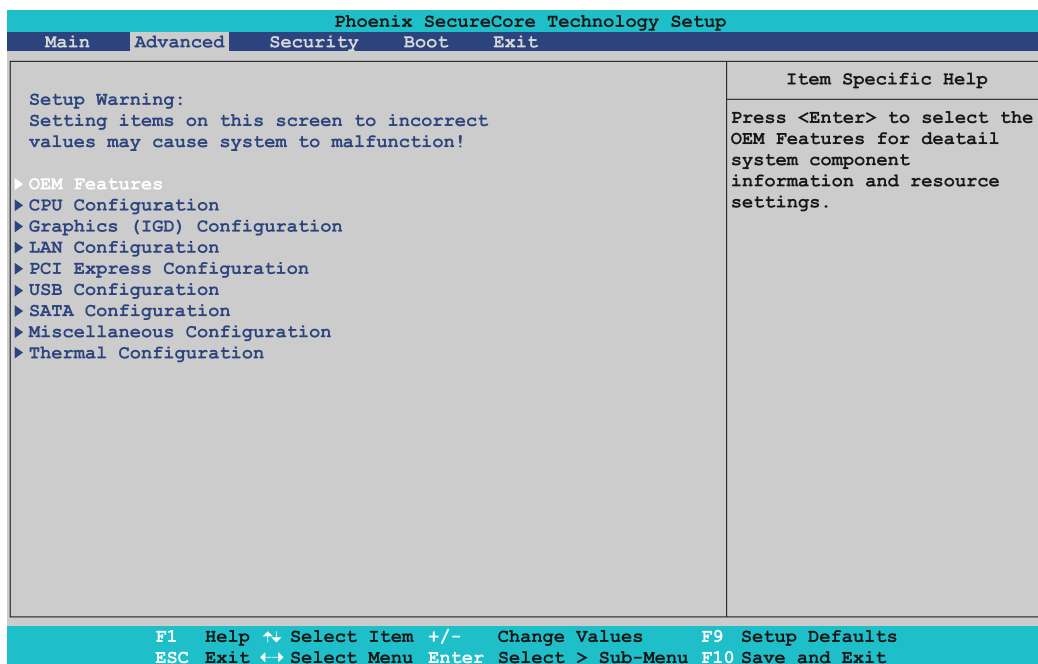 Phoenix SecureCore Technology Setup
Main Advanced Security Boot Exit
Setup Warning:
Setting items on this screen to incorrect
values may cause system to malfunction!
OEM Features
CPU Configuration
Graphics (IGD) Configuration
LAN Configuration
PCI Express Configuration
USB Configuration
SATA Configuration
Miscellaneous Configuration
Thermal Configuration
Item Specific Help
Press <Enter> to select the
OEM Features for deatail
system component
information and resource
settings.
F1 Help ↑↓ Select Item +/- Change Values F9 Setup Defaults
ESC Exit ←→ Select Menu Enter Select > Sub-Menu F10 Save and Exit